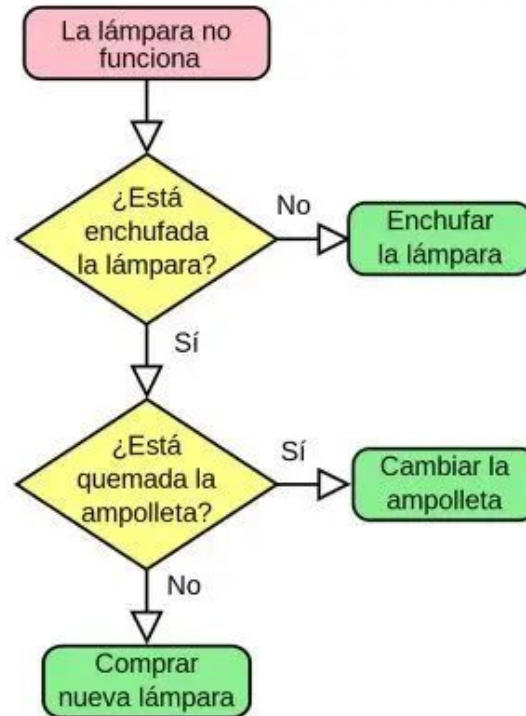 La lámpara no
funciona
¿Está
enchufada
la lámpara?
No
Enchufar
la lámpara
Sí
¿Está
quemada la
ampolleta?
Sí
Cambiar la
ampolleta
No
Comprar
nueva lámpara